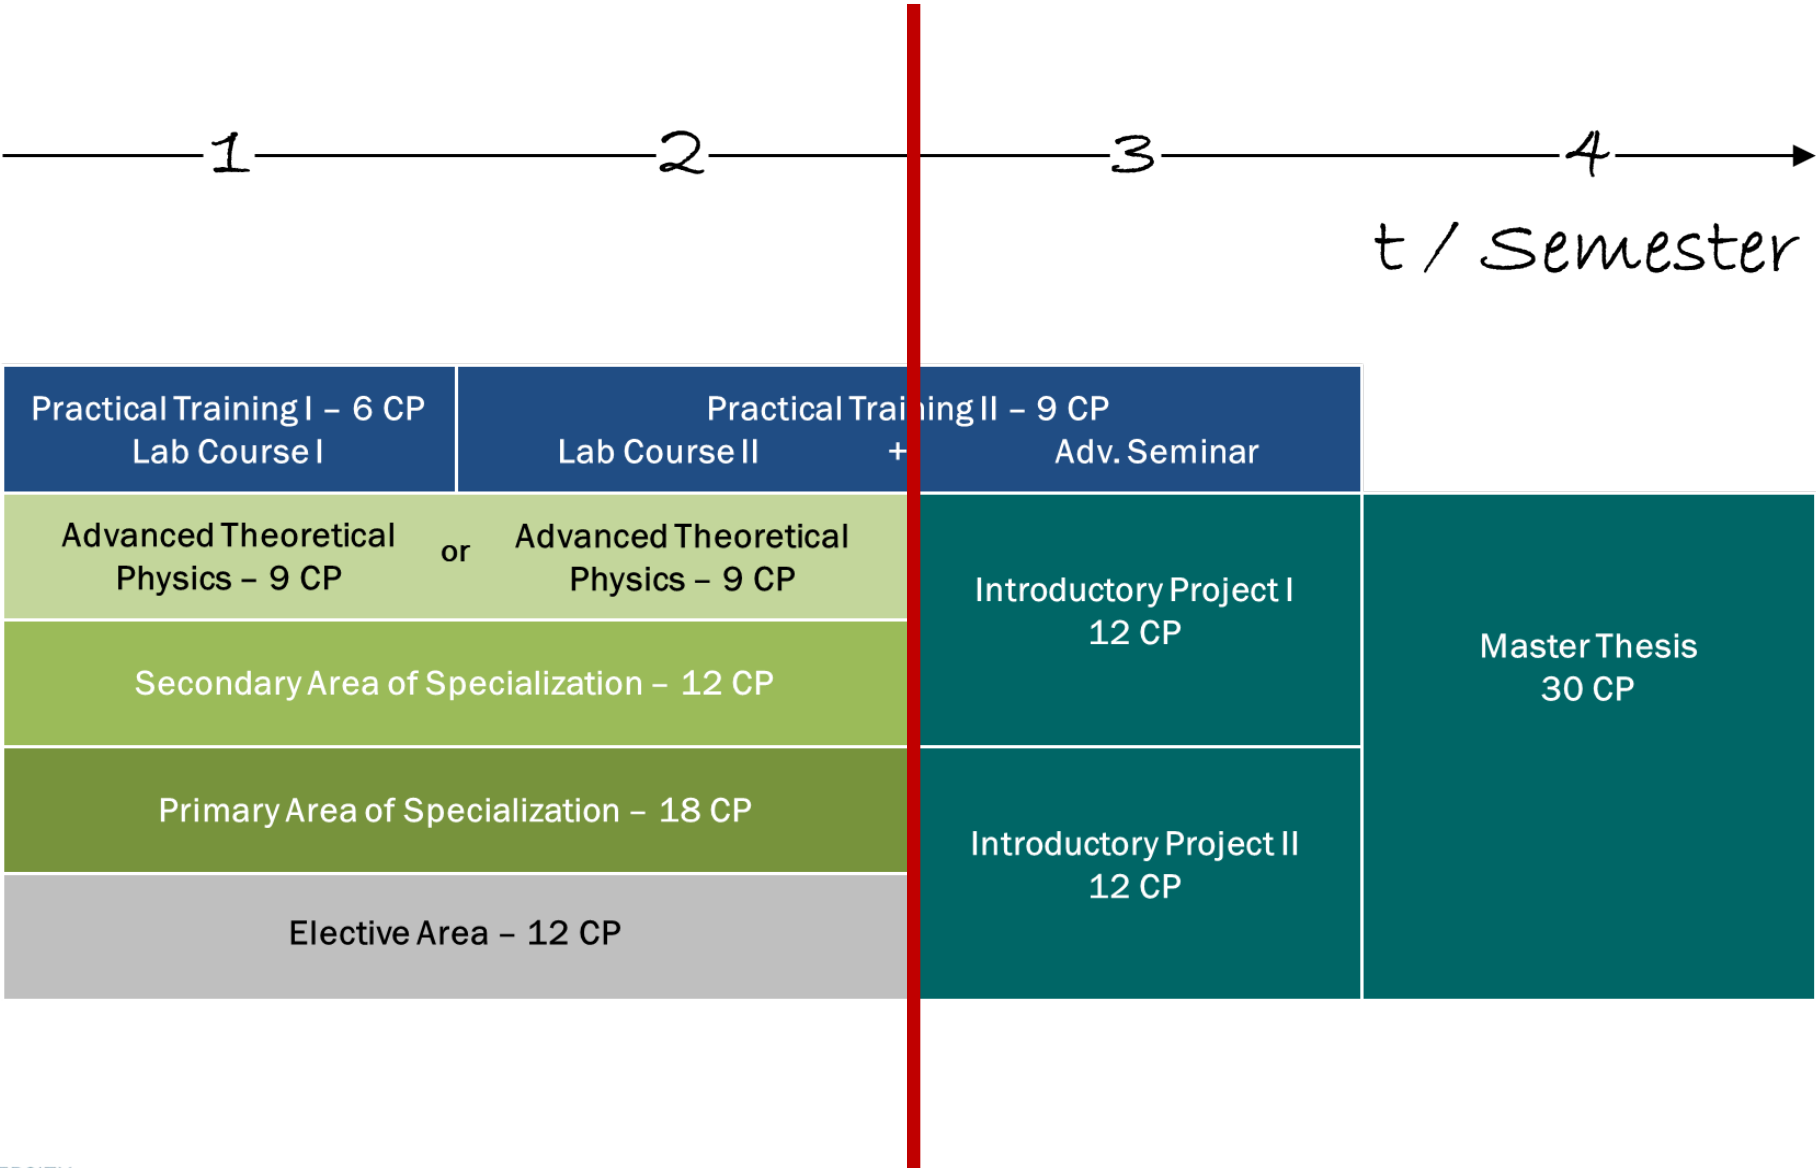 1 2 3 4
t / Semester
Practical Training I – 6 CP
Lab Course I
Practical Training II – 9 CP
Lab Course II + Adv. Seminar
Advanced Theoretical
Physics – 9 CP
or
Advanced Theoretical
Physics – 9 CP
Introductory Project I
12 CP
Master Thesis
30 CP
Secondary Area of Specialization – 12 CP
Primary Area of Specialization – 18 CP
Introductory Project II
12 CP
Elective Area – 12 CP